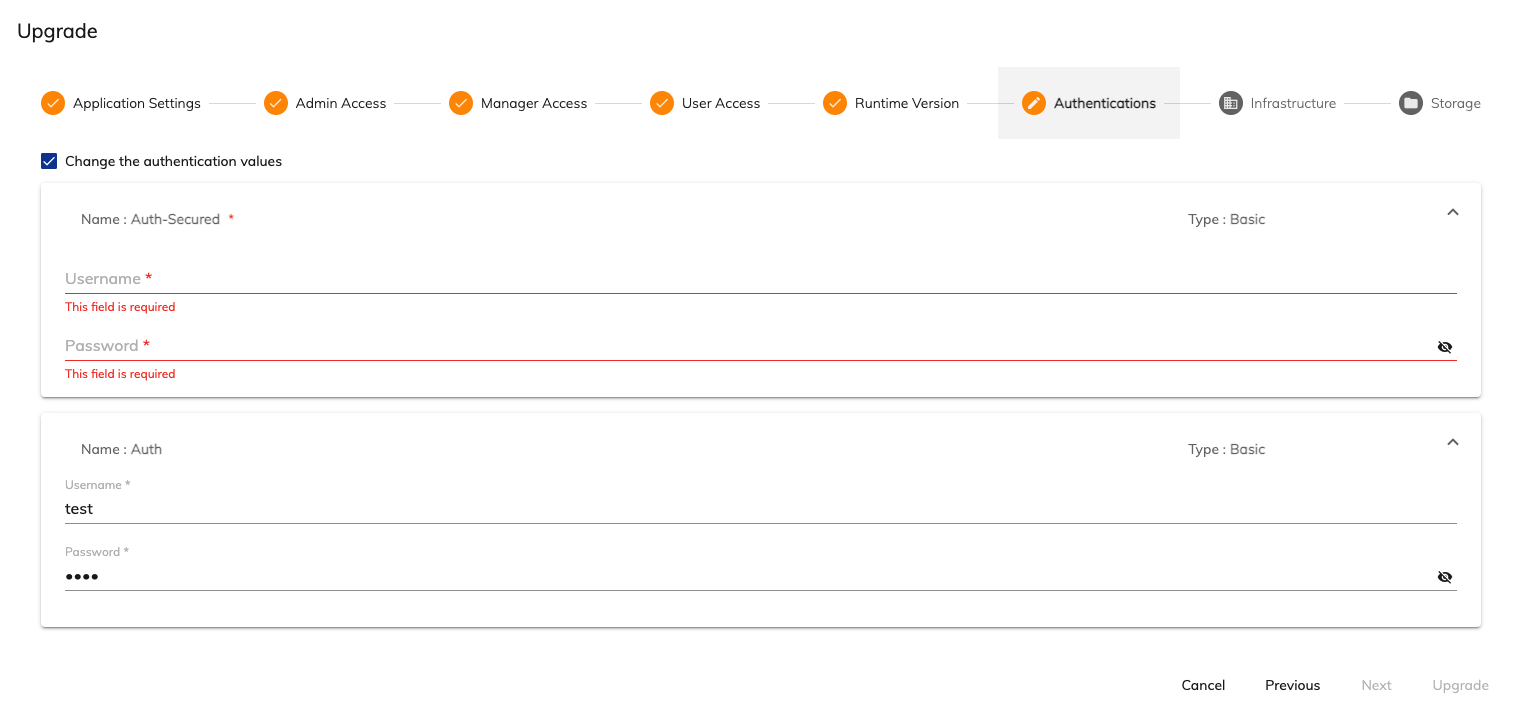 Upgrade
Application Settings Admin Access Manager Access User Access Runtime Version Authentications Infrastructure Storage
Change the authentication values
Name : Auth-Secured * Type : Basic
Username *
This field is required
Password *
This field is required
Name : Auth Type : Basic
Username *
test
Password *
••••
Cancel Previous Next Upgrade